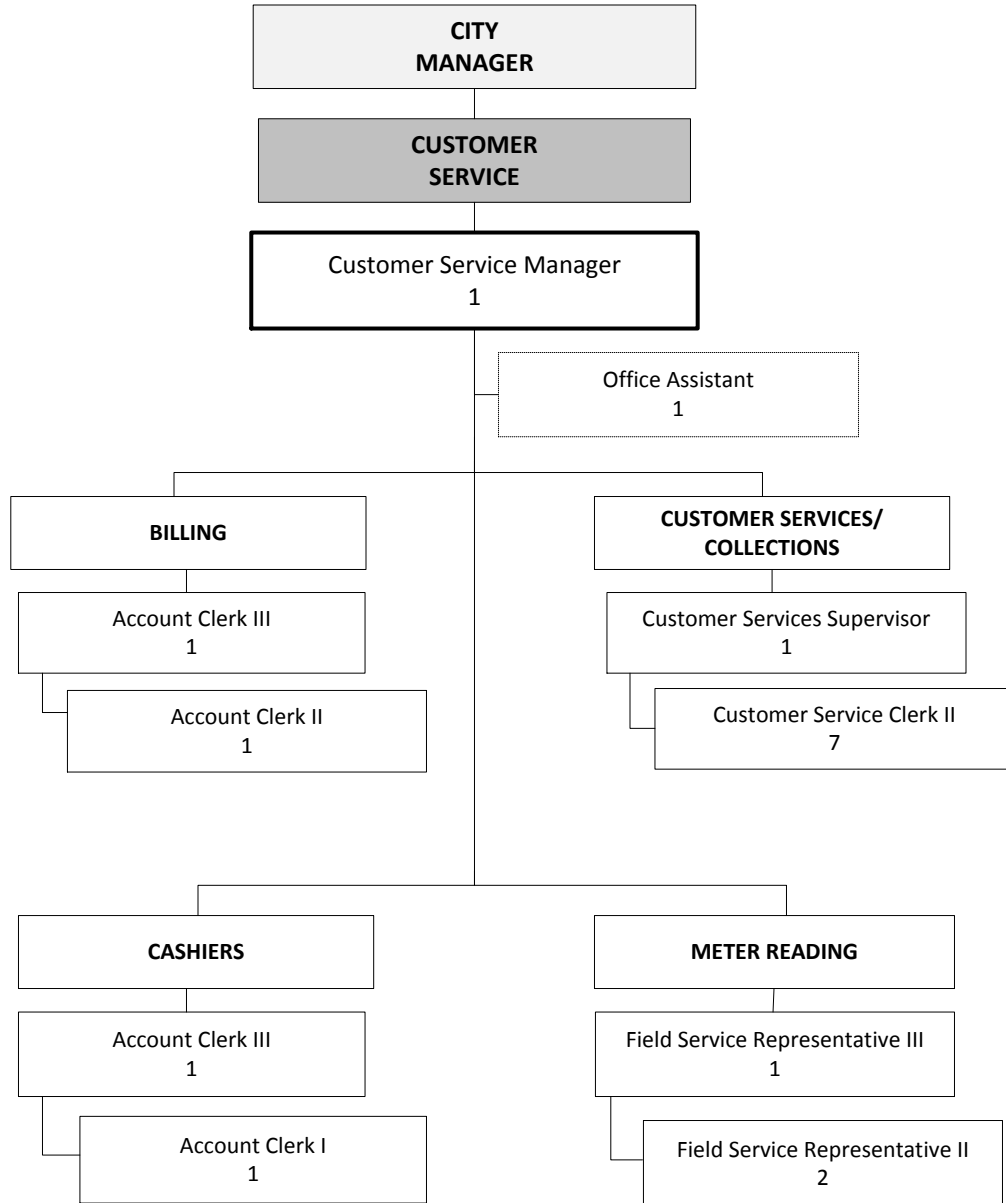 CITY
MANAGER
CUSTOMER
SERVICE
Customer Service Manager
1
Office Assistant
1
BILLING
CUSTOMER SERVICES/
COLLECTIONS
Account Clerk III
1
Customer Services Supervisor
1
Account Clerk II
1
Customer Service Clerk II
7
CASHIERS
METER READING
Account Clerk III
1
Field Service Representative III
1
Account Clerk I
1
Field Service Representative II
2